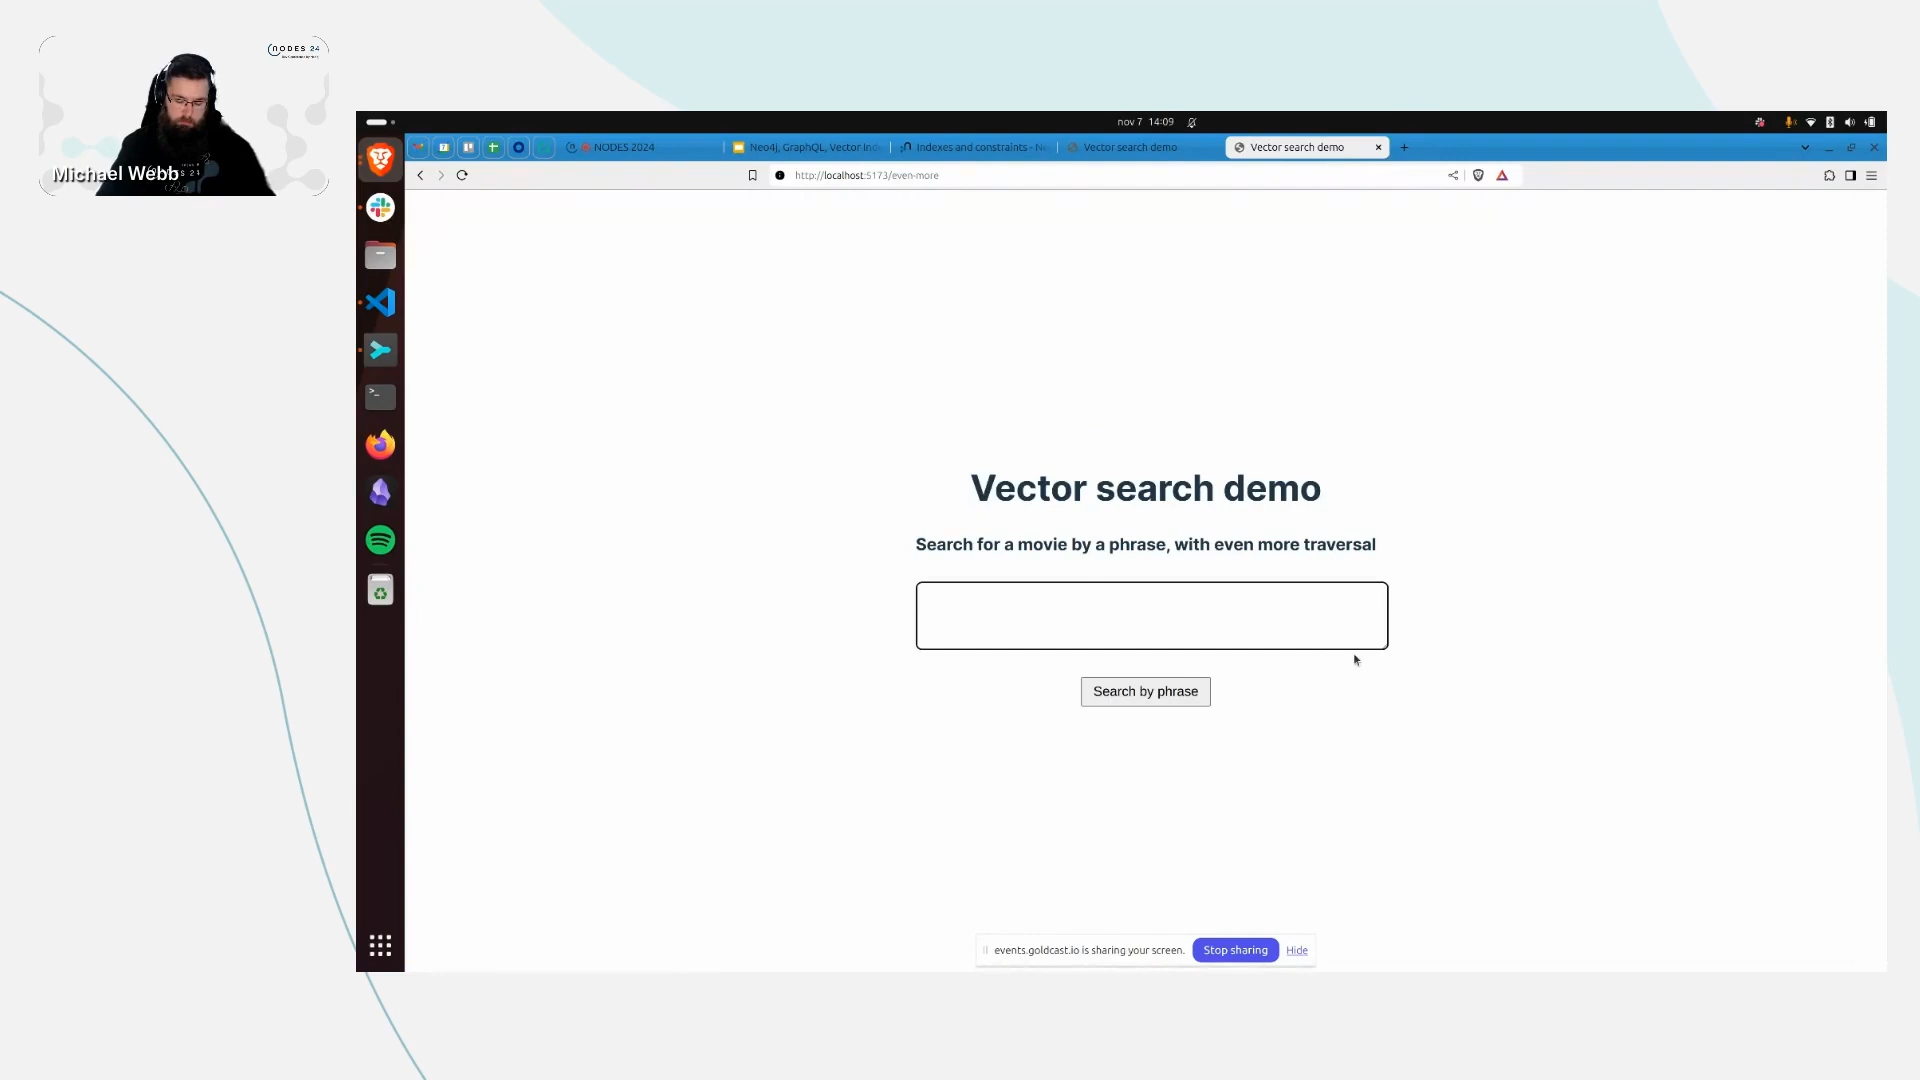 NODES 24
Michael Webb
nov 7 14:09
NODES 2024
Neo4j, GraphQL, Vector Ind
Indexes and constraints - Ne
Vector search demo
Vector search demo
http://localhost:5173/even-more
Vector search demo
Search for a movie by a phrase, with even more traversal
Search by phrase
events.goldcast.io is sharing your screen.
Stop sharing
Hide